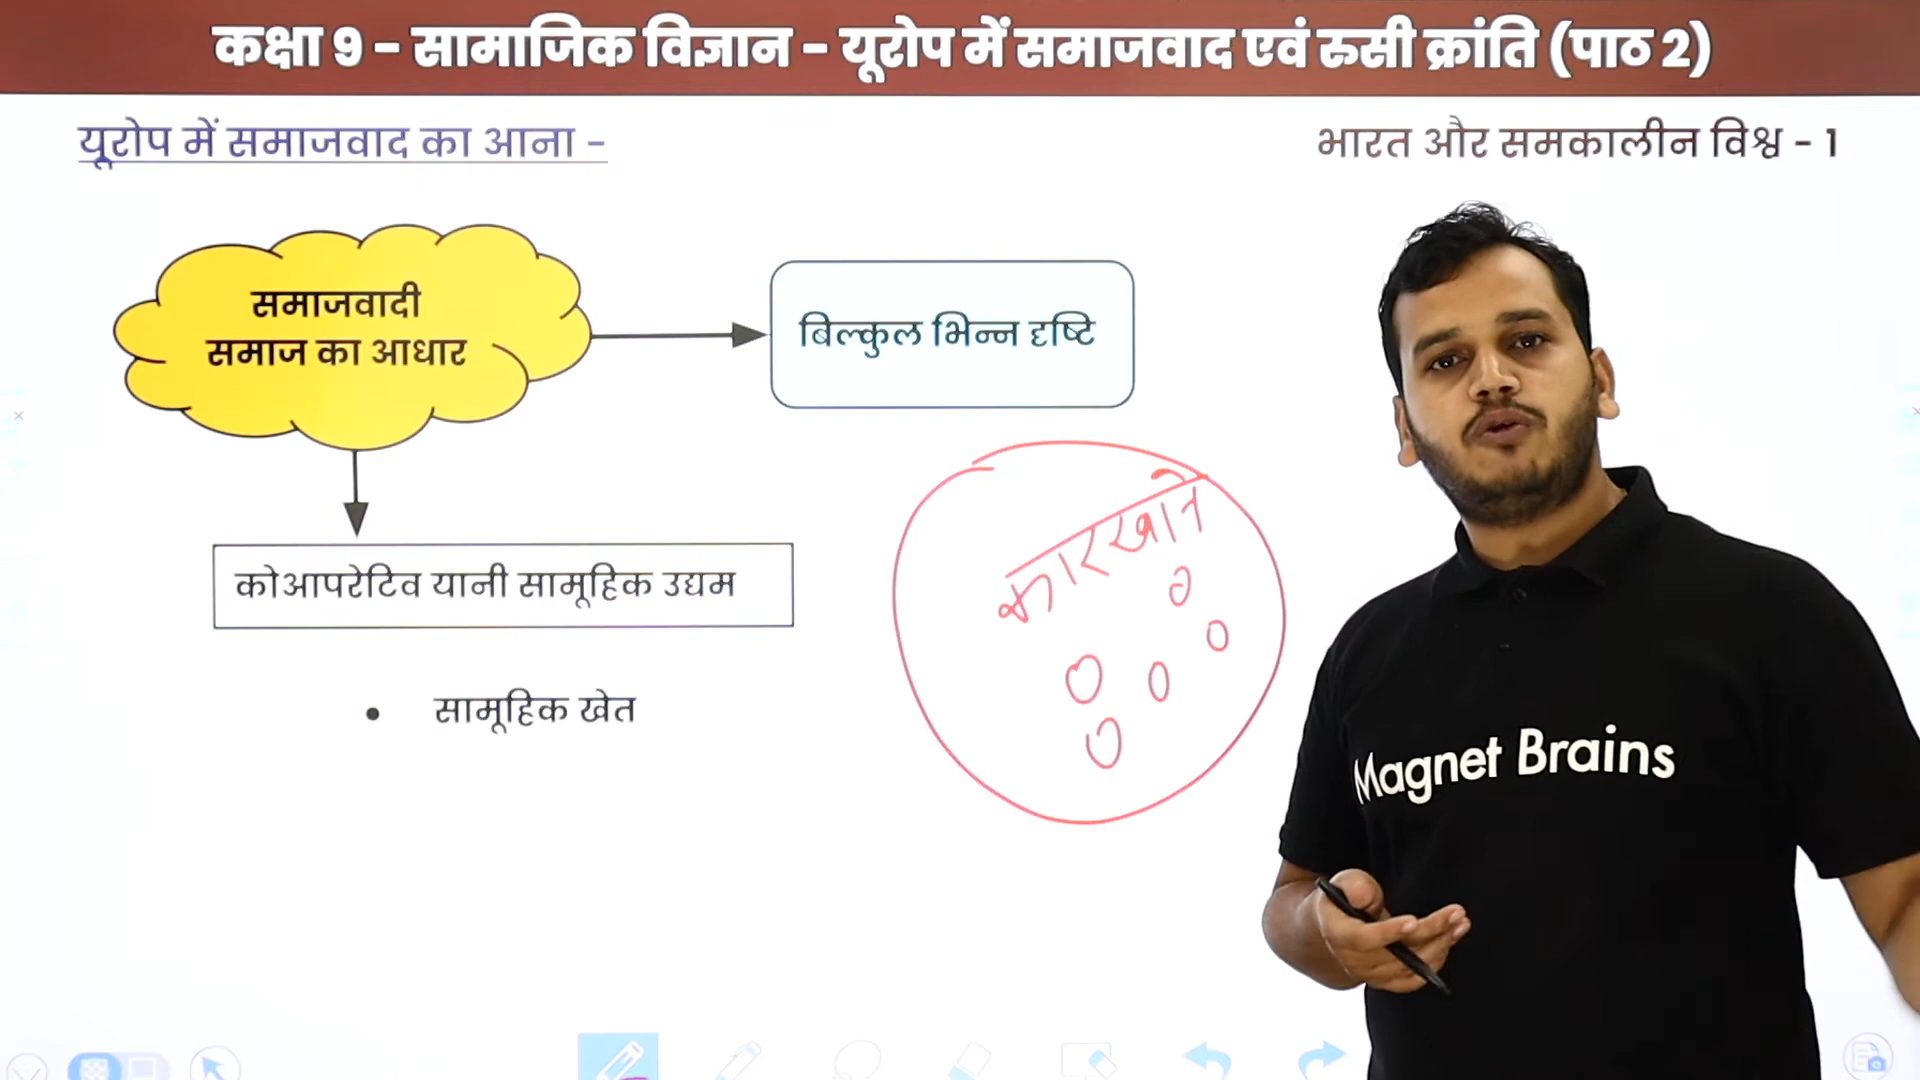 कक्षा 9 - सामाजिक विज्ञान - यूरोप में समाजवाद एवं रुसी क्रांति (पाठ 2)
यूरोप में समाजवाद का आना -
भारत और समकालीन विश्व - 1
समाजवादी
समाज का आधार
बिल्कुल भिन्न दृष्टि
कोआपरेटिव यानी सामूहिक उद्यम
कारखाने
सामूहिक खेत
Magnet Brains